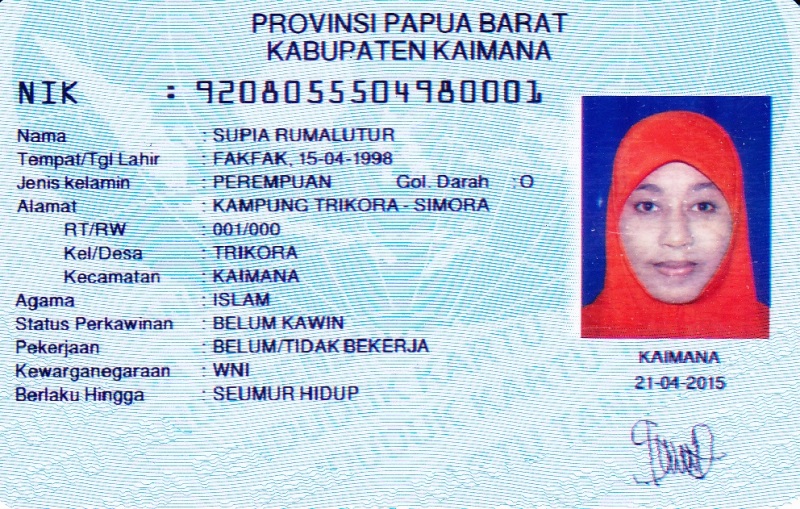 PROVINSI PAPUA BARAT
KABUPATEN KAIMANA
NIK : 9208055504980001
Nama : SUPIA RUMALUTUR
Tempat/Tgl Lahir : FAKFAK, 15-04-1998
Jenis kelamin : PEREMPUAN Gol. Darah : O
Alamat : KAMPUNG TRIKORA - SIMORA
RT/RW : 001/000
Kel/Desa : TRIKORA
Kecamatan : KAIMANA
Agama : ISLAM
Status Perkawinan : BELUM KAWIN
Pekerjaan : BELUM/TIDAK BEKERJA
Kewarganegaraan : WNI
Berlaku Hingga : SEUMUR HIDUP
KAIMANA
21-04-2015